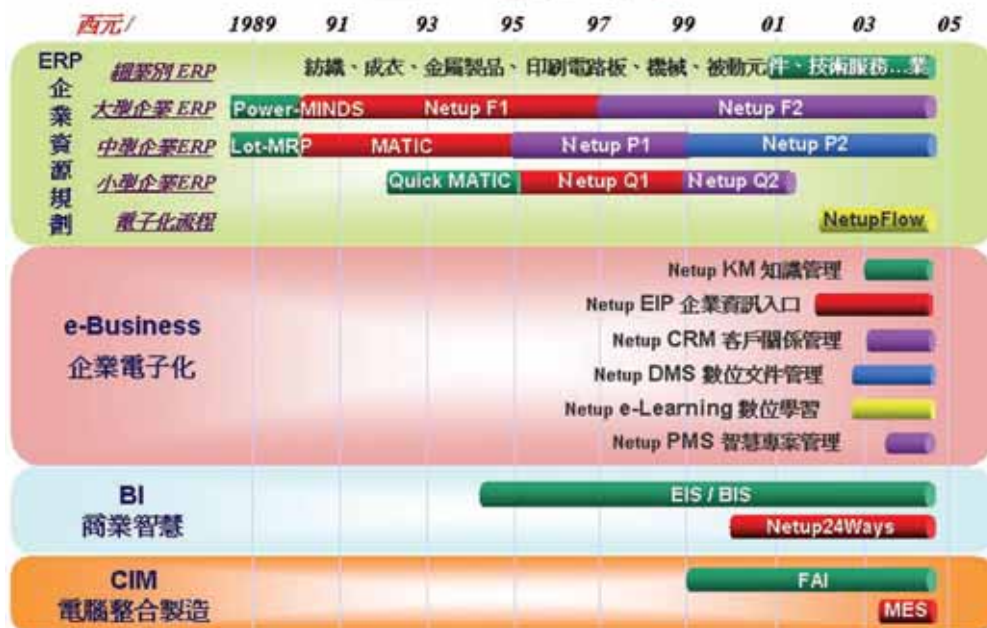 西元/ 1989 91 93 95 97 99 01 03 05
ERP 企業資源規劃
細業別 ERP 紡織、成衣、金屬製品、印刷電路板、機械、被動元件、技術服務...業
大型企業 ERP Power-MINDS Netup F1 Netup F2
中型企業ERP Lot-MRP MATIC Netup P1 Netup P2
小型企業ERP Quick MATIC Netup Q1 Netup Q2
電子化流程 NetupFlow
e-Business
企業電子化
Netup KM 知識管理
Netup EIP 企業資訊入口
Netup CRM 客戶關係管理
Netup DMS 數位文件管理
Netup e-Learning 數位學習
Netup PMS 智慧專案管理
BI
商業智慧
EIS / BIS
Netup24Ways
CIM
電腦整合製造
FAI
MES